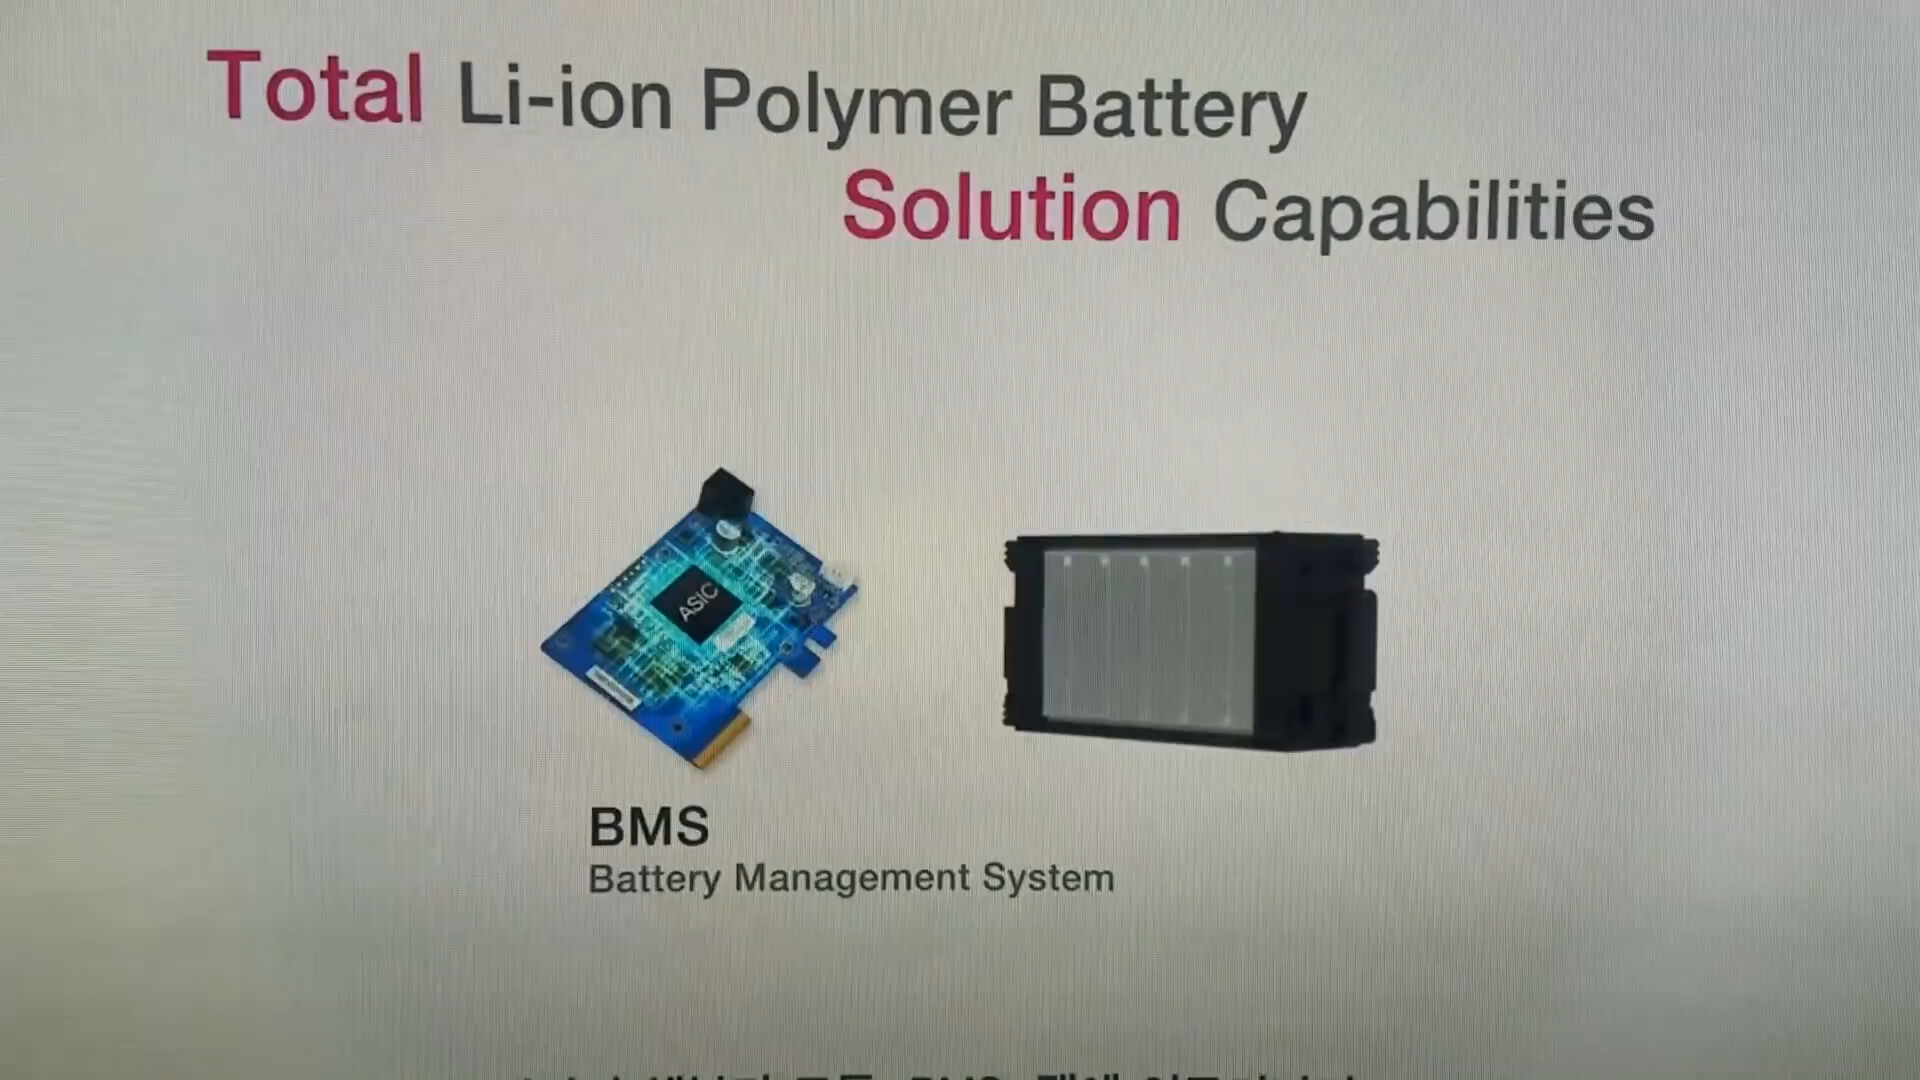 Total Li-ion Polymer Battery
Solution Capabilities
ASIC
BMS
Battery Management System